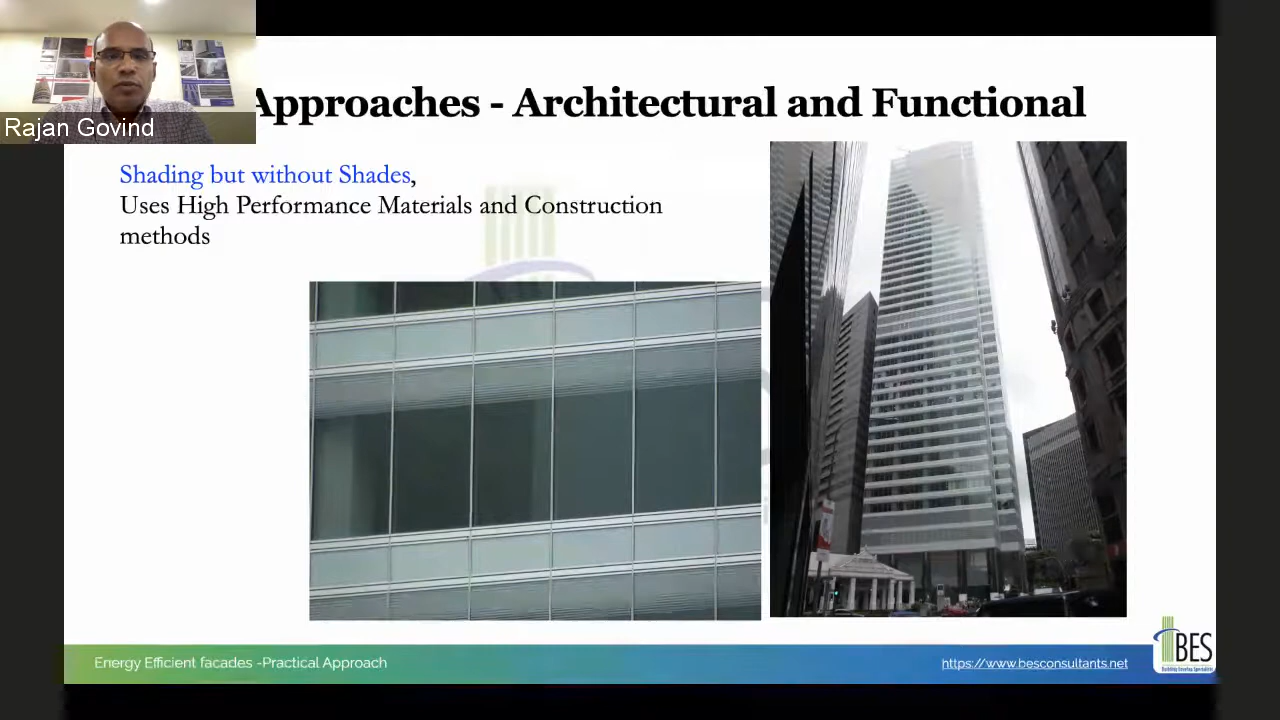 Rajan Govind
Approaches - Architectural and Functional
Shading but without Shades,
Uses High Performance Materials and Construction
methods
Energy Efficient facades -Practical Approach
https://www.besconsultants.net
BES